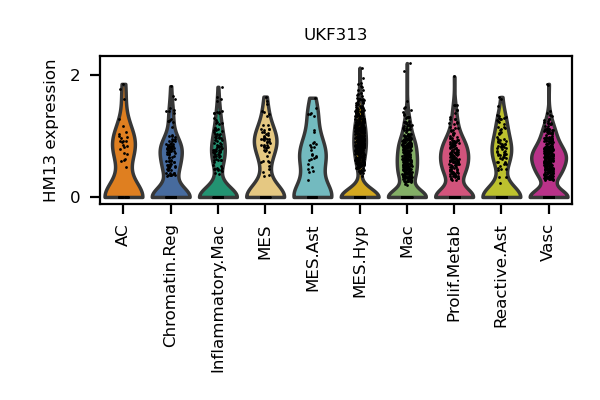 UKF313
HM13 expression
2
0
AC
Chromatin.Reg
Inflammatory.Mac
MES
MES.Ast
MES.Hyp
Mac
Prolif.Metab
Reactive.Ast
Vasc